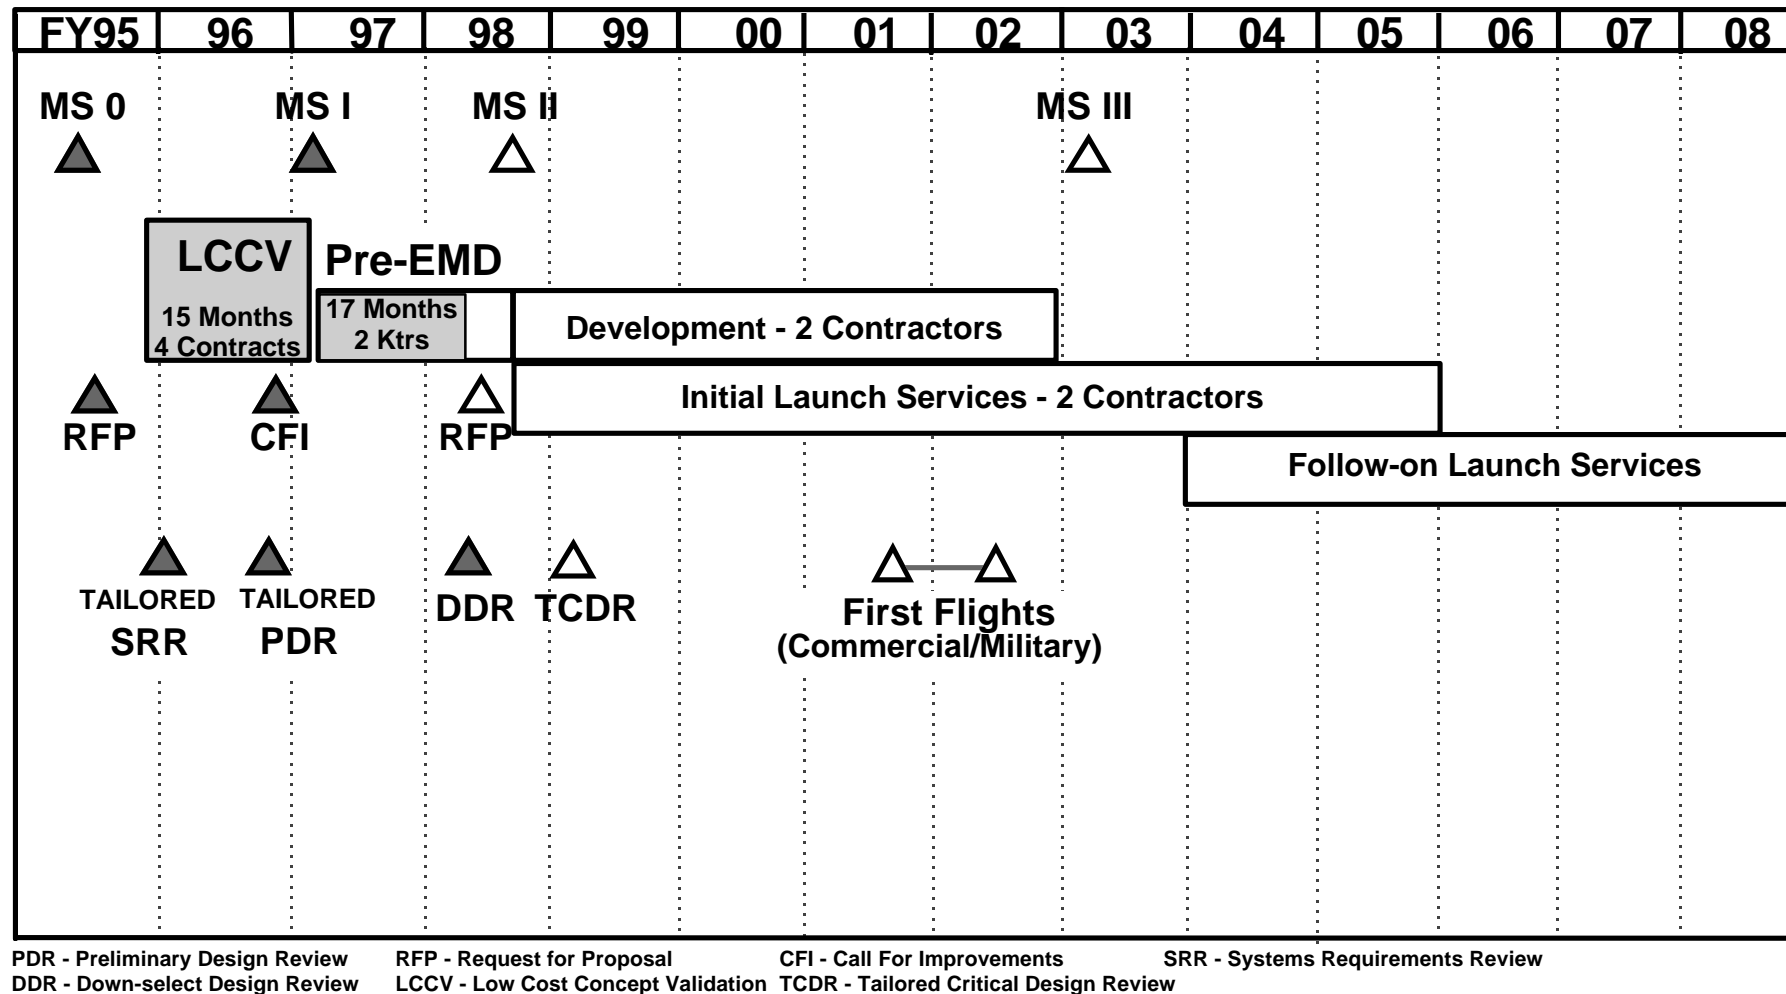 FY95 96 97 98 99 00 01 02 03 04 05 06 07 08
MS 0 MS I MS II MS III
LCCV
Pre-EMD
15 Months
4 Contracts
17 Months
2 Ktrs
Development - 2 Contractors
Initial Launch Services - 2 Contractors
RFP CFI RFP
Follow-on Launch Services
TAILORED
SRR
TAILORED
PDR
DDR TCDR
First Flights
(Commercial/Military)
PDR - Preliminary Design Review RFP - Request for Proposal CFI - Call For Improvements SRR - Systems Requirements Review
DDR - Down-select Design Review LCCV - Low Cost Concept Validation TCDR - Tailored Critical Design Review